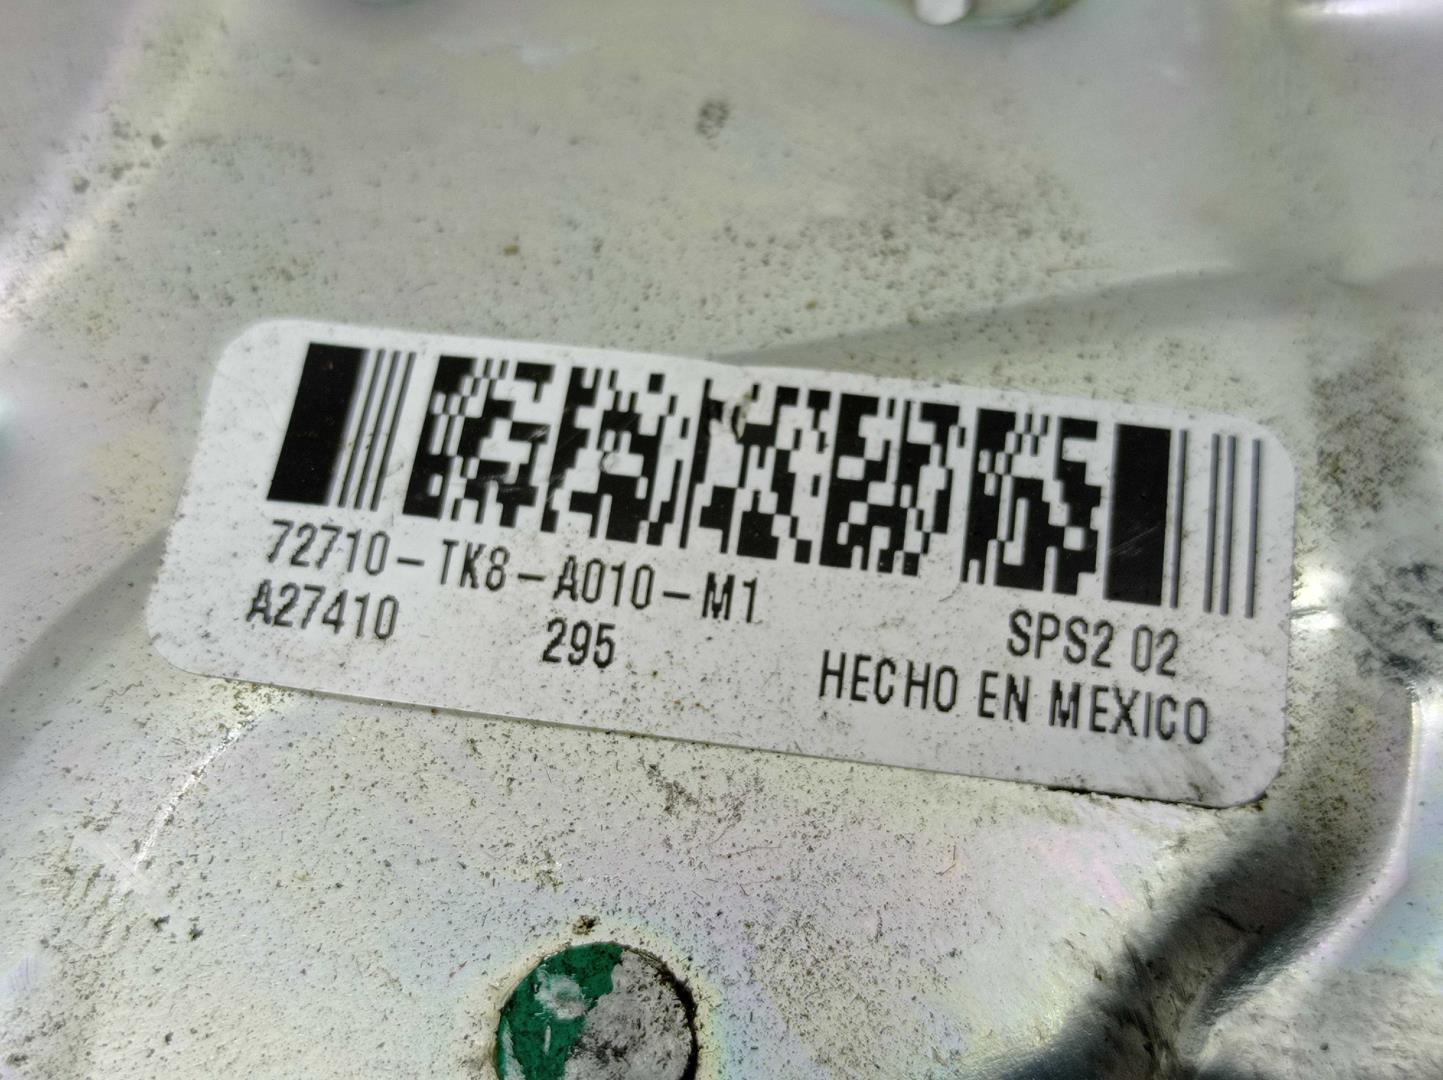 72710-TK8-A010-M1
A27410 295 SPS2 02
HECHO EN MEXICO